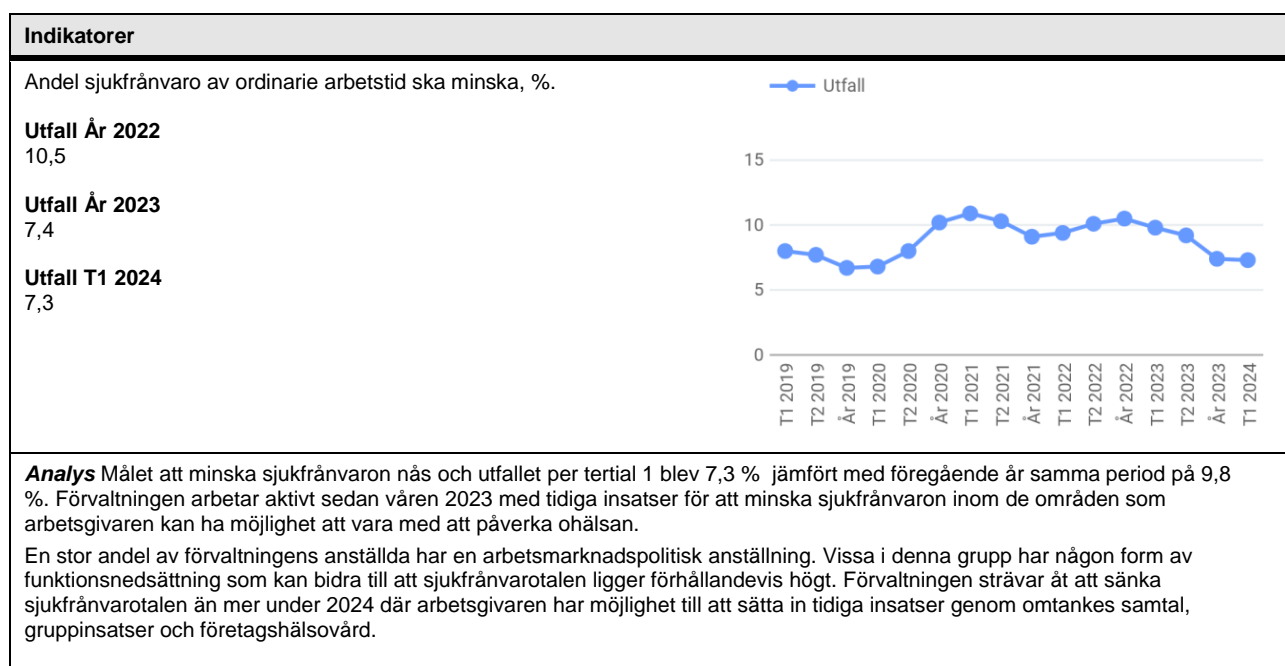 Indikatorer
Andel sjukfrånvaro av ordinarie arbetstid ska minska, %.
Utfall År 2022
10,5
Utfall År 2023
7,4
Utfall T1 2024
7,3
Utfall
15
10
5
0
T1 2019
T2 2019
År 2019
T1 2020
T2 2020
År 2020
T1 2021
T2 2021
År 2021
T1 2022
T2 2022
År 2022
T1 2023
T2 2023
År 2023
T1 2024
Analys Målet att minska sjukfrånvaron nås och utfallet per tertial 1 blev 7,3 %  jämfört med föregående år samma period på 9,8
%. Förvaltningen arbetar aktivt sedan våren 2023 med tidiga insatser för att minska sjukfrånvaron inom de områden som
arbetsgivaren kan ha möjlighet att vara med att påverka ohälsan.
En stor andel av förvaltningens anställda har en arbetsmarknadspolitisk anställning. Vissa i denna grupp har någon form av
funktionsnedsättning som kan bidra till att sjukfrånvarotalen ligger förhållandevis högt. Förvaltningen strävar åt att sänka
sjukfrånvarotalen än mer under 2024 där arbetsgivaren har möjlighet till att sätta in tidiga insatser genom omtankes samtal,
gruppinsatser och företagshälsovård.